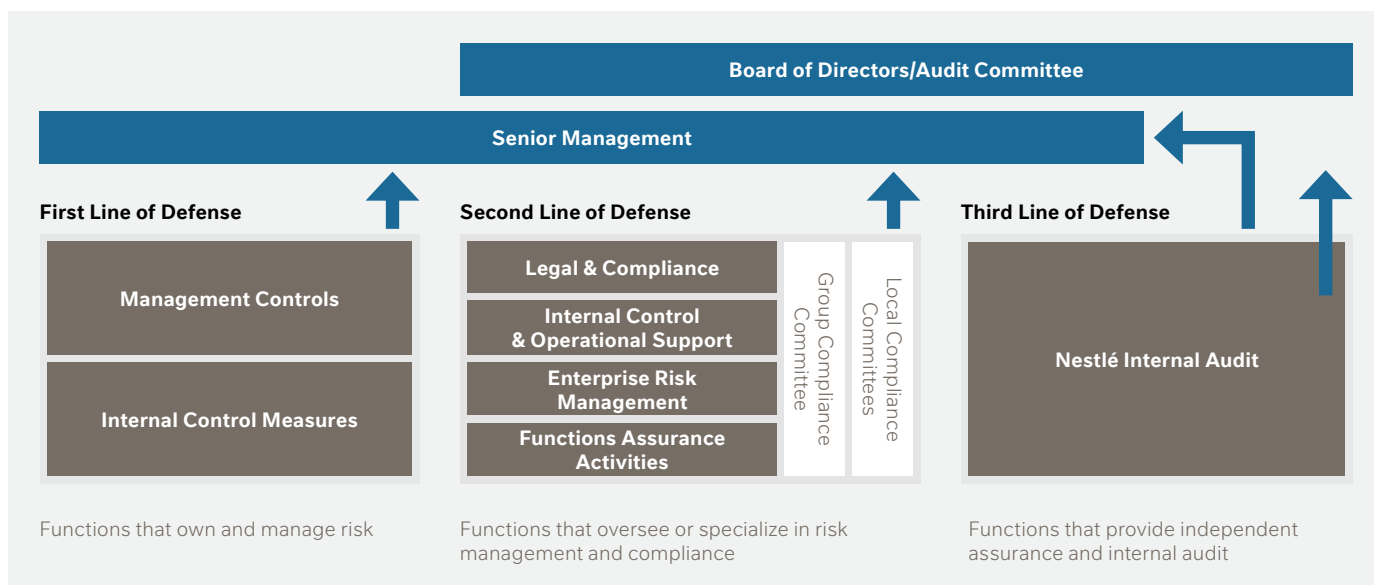 Board of Directors/Audit Committee
Senior Management
First Line of Defense
Second Line of Defense
Third Line of Defense
Management Controls
Internal Control Measures
Legal & Compliance
Internal Control
& Operational Support
Enterprise Risk
Management
Functions Assurance
Activities
Group Compliance
Committee
Local Compliance
Committees
Nestlé Internal Audit
Functions that own and manage risk
Functions that oversee or specialize in risk
management and compliance
Functions that provide independent
assurance and internal audit